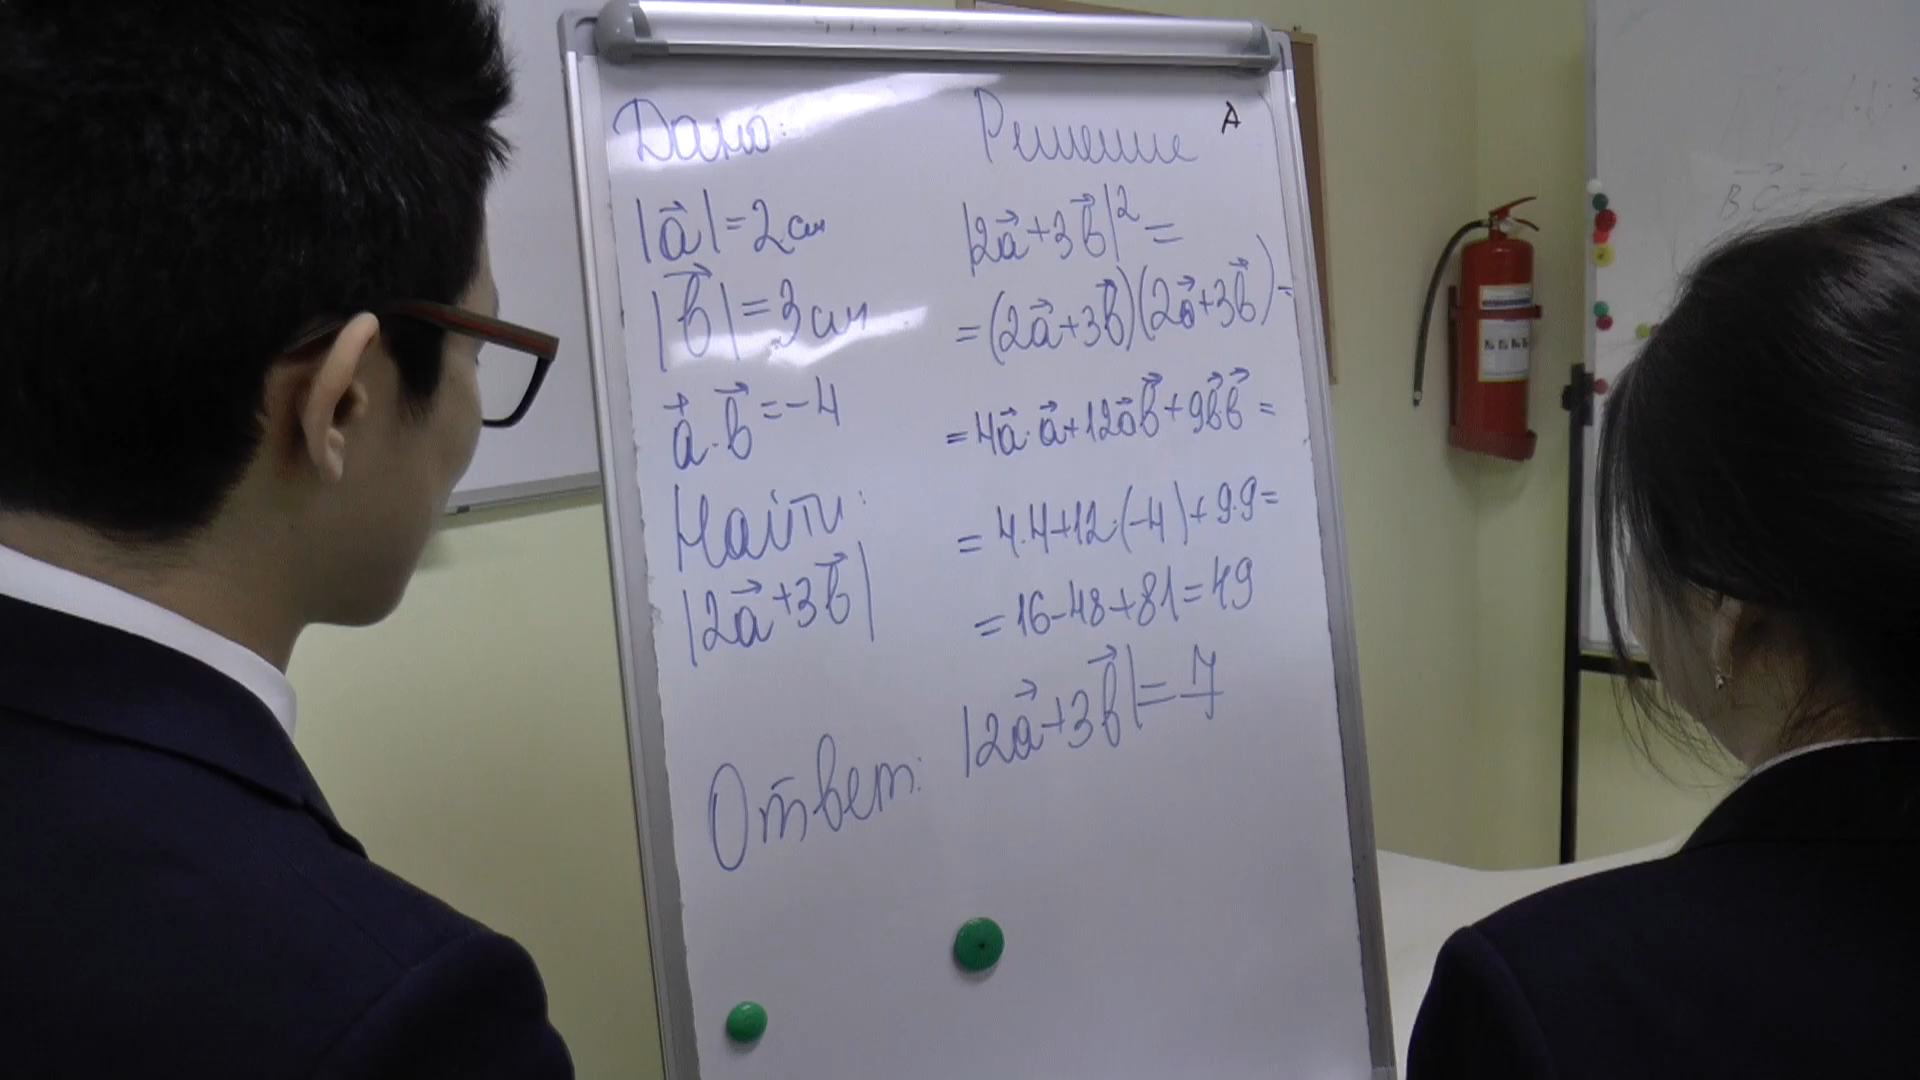 Дано:
|a⃗|=2см
|b⃗|=3см
a⃗·b⃗=-4
Найти:
|2a⃗+3b⃗|
Решение
A
|2a⃗+3b⃗|²=
=(2a⃗+3b⃗)(2a⃗+3b⃗)=
=4a⃗·a⃗+12a⃗b⃗+9b⃗b⃗=
=4·4+12·(-4)+9·9=
=16-48+81=49
|2a⃗+3b⃗|=7
Ответ: